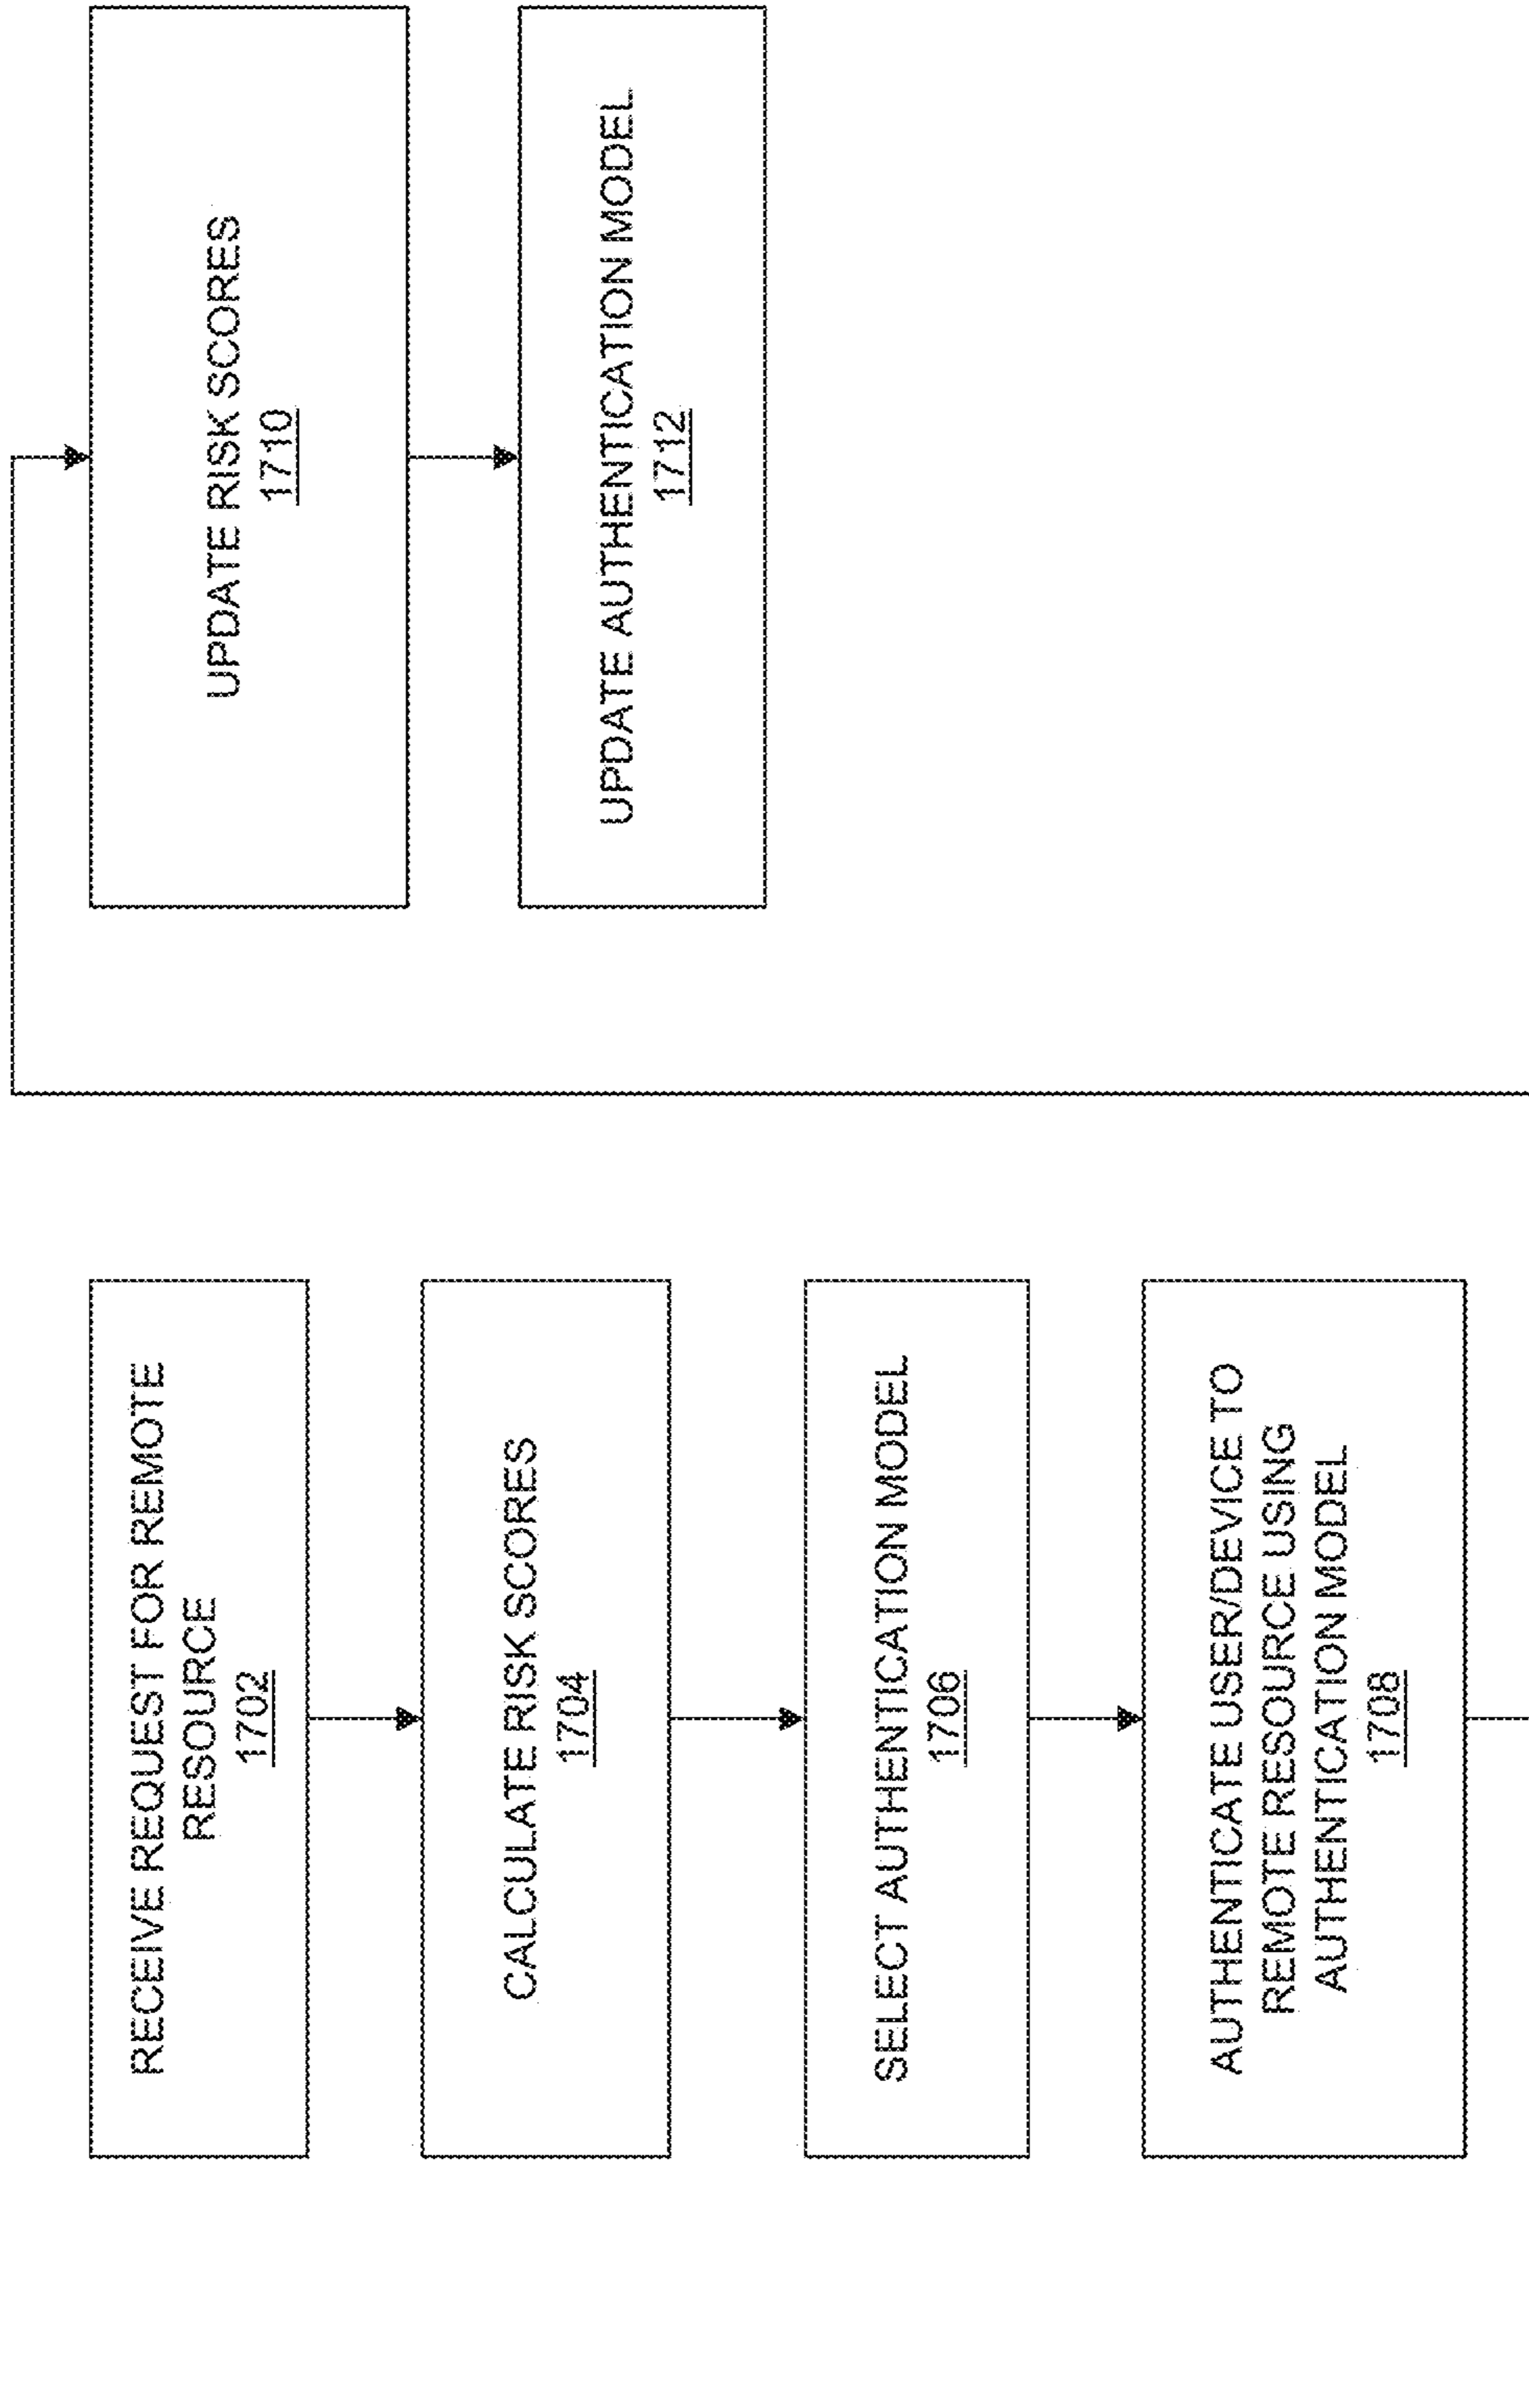 RECEIVE REQUEST FOR REMOTE
RESOURCE
1702
CALCULATE RISK SCORES
1704
SELECT AUTHENTICATION MODEL
1706
AUTHENTICATE USER/DEVICE TO
REMOTE RESOURCE USING
AUTHENTICATION MODEL
1708
UPDATE RISK SCORES
1710
UPDATE AUTHENTICATION MODEL
1712